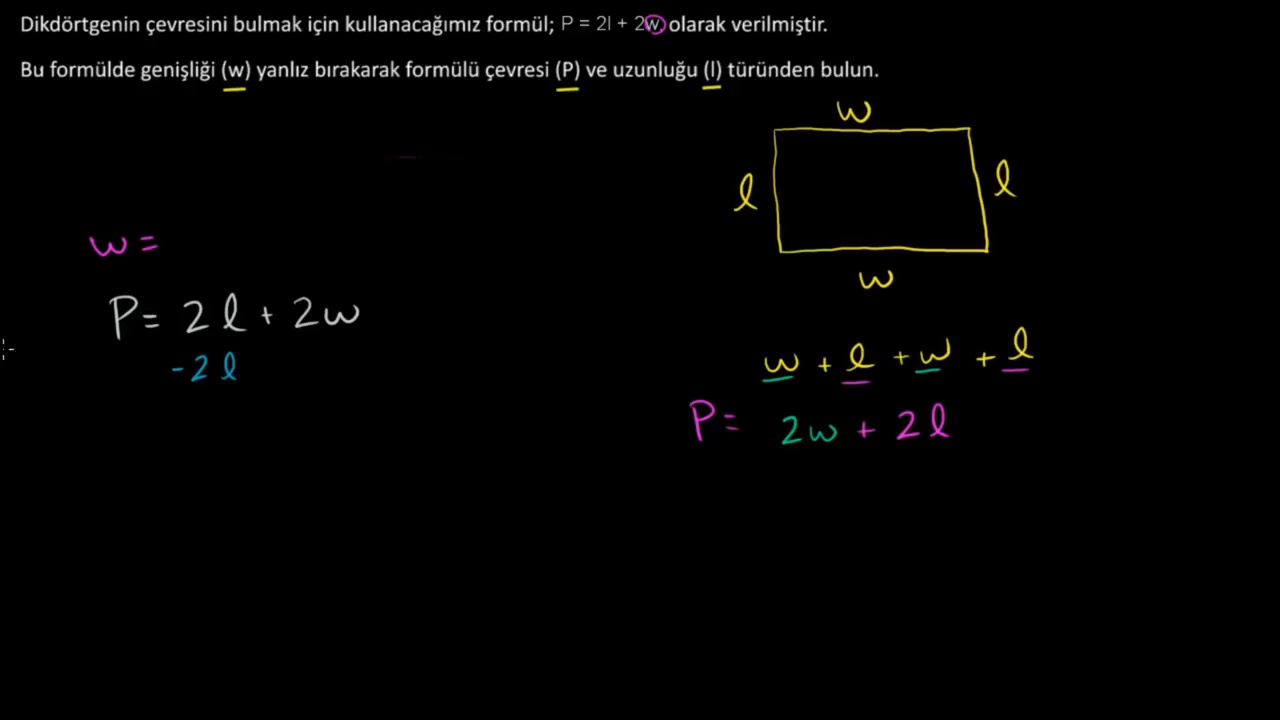 Dikdörtgenin çevresini bulmak için kullanacağımız formül; P = 2l + 2w olarak verilmiştir.
Bu formülde genişliği (w) yanlız bırakarak formülü çevresi (P) ve uzunluğu (l) türünden bulun.
w
l
l
w
w =
P = 2l + 2w
-2l
w + l + w + l
P = 2w + 2l